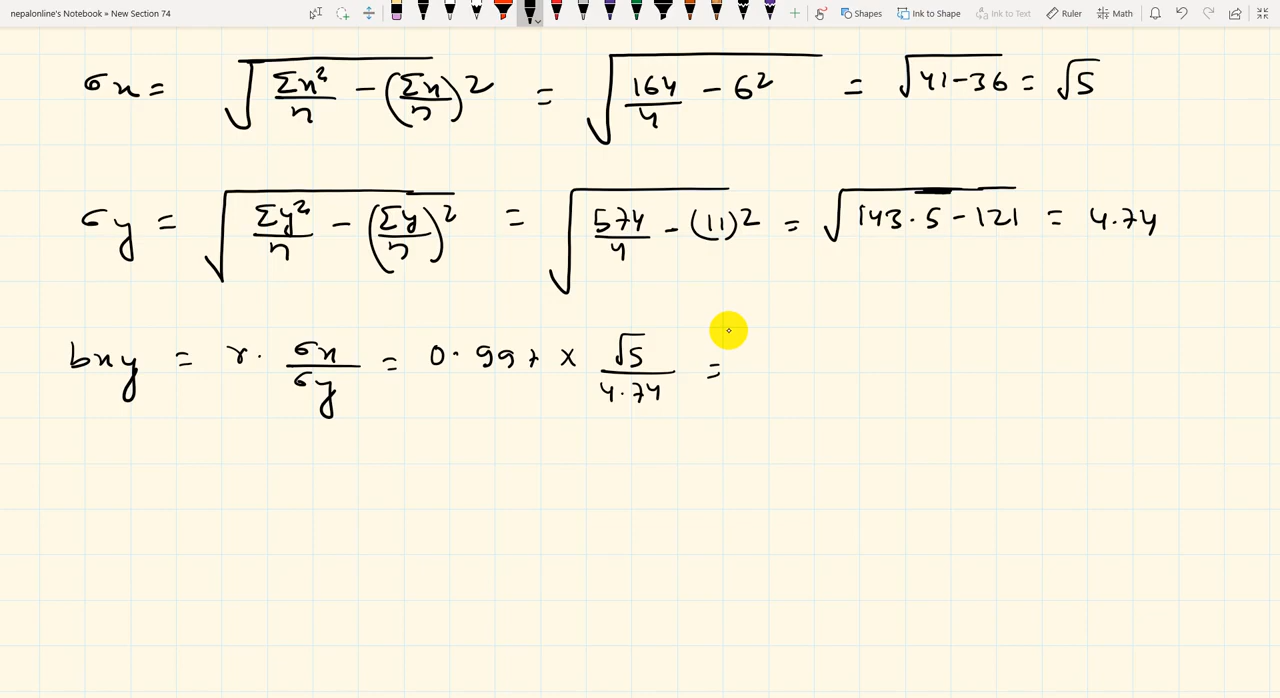 nepalonline's Notebook » New Section 74 Shapes Ink to Shape Ink to Text Ruler Math
σx = √(Σx²/n − (Σx/n)²) = √(164/4 − 6²) = √41−36 = √5
σy = √(Σy²/n − (Σy/n)²) = √(574/4 − (11)²) = √143.5−121 = 4.74
bxy = r. σx/σy = 0.997 × √5/4.74 =